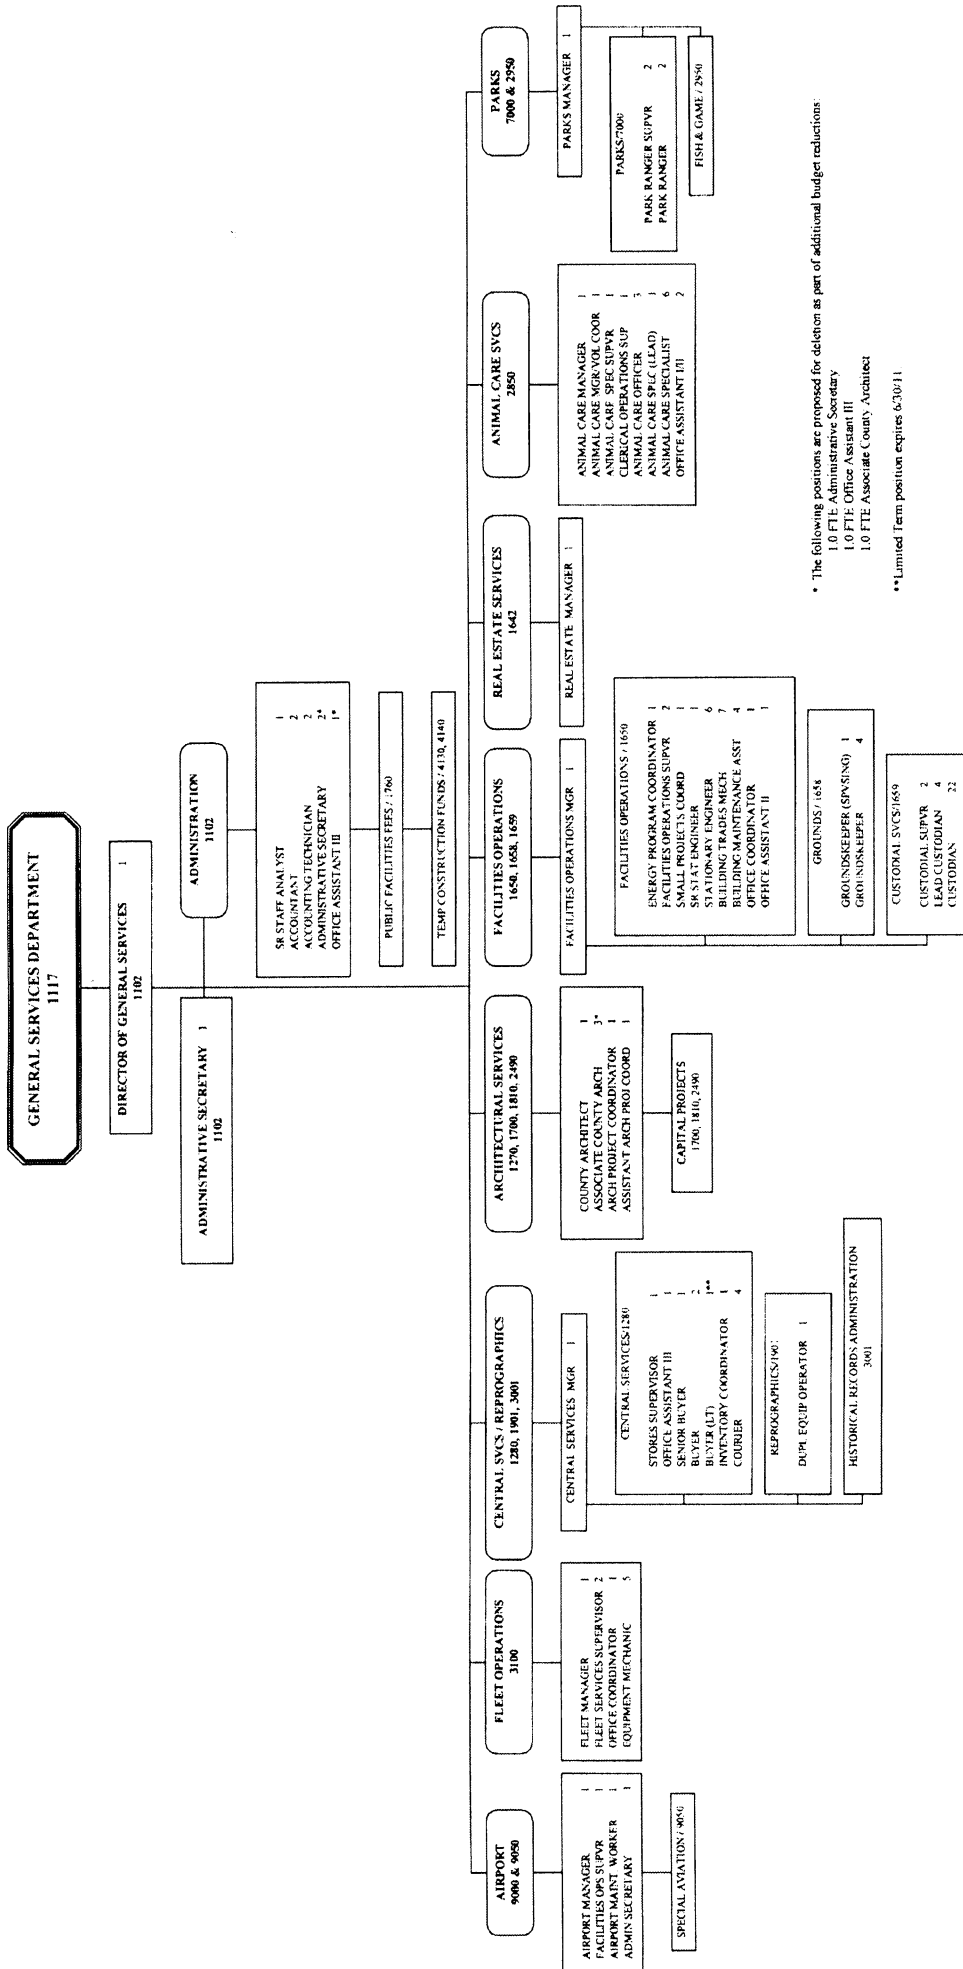 GENERAL SERVICES DEPARTMENT
1117
DIRECTOR OF GENERAL SERVICES 1
1102
ADMINISTRATIVE SECRETARY 1
1102
ADMINISTRATION
1102
SR STAFF ANALYST 1
ACCOUNTANT 2
ACCOUNTING TECHNICIAN 2
ADMINISTRATIVE SECRETARY 2*
OFFICE ASSISTANT III 1*
PUBLIC FACILITIES FEES / 1760
TEMP CONSTRUCTION FUNDS / 4130, 4140
AIRPORT
9000 & 9050
AIRPORT MANAGER 1
FACILITIES OPS SUPVR 1
AIRPORT MAINT WORKER 1
ADMIN SECRETARY 1
SPECIAL AVIATION / 9050
FLEET OPERATIONS
3100
FLEET MANAGER 1
FLEET SERVICES SUPERVISOR 2
OFFICE COORDINATOR 1
EQUIPMENT MECHANIC 5
CENTRAL SVCS / REPROGRAPHICS
1280, 1901, 3001
CENTRAL SERVICES MGR 1
CENTRAL SERVICES/1280
STORES SUPERVISOR 1
OFFICE ASSISTANT III 1
SENIOR BUYER 1
BUYER 2
BUYER (LT) 1**
INVENTORY COORDINATOR 1
COURIER 4
REPROGRAPHICS/1901
DUPL EQUIP OPERATOR 1
HISTORICAL RECORDS ADMINISTRATION
3001
ARCHITECTURAL SERVICES
1270, 1700, 1810, 2490
COUNTY ARCHITECT 1
ASSOCIATE COUNTY ARCH 3*
ARCH PROJECT COORDINATOR 1
ASSISTANT ARCH PROJ COORD 1
CAPITAL PROJECTS
1700, 1810, 2490
FACILITIES OPERATIONS
1650, 1658, 1659
FACILITIES OPERATIONS MGR 1
FACILITIES OPERATIONS / 1650
ENERGY PROGRAM COORDINATOR 1
FACILITIES OPERATIONS SUPVR 2
SMALL PROJECTS COORD 1
SR STAT ENGINEER 1
STATIONARY ENGINEER 6
BUILDING TRADES MECH 7
BUILDING MAINTENANCE ASST 4
OFFICE COORDINATOR 1
OFFICE ASSISTANT II 1
GROUNDS / 1658
GROUNDSKEEPER (SPVSING) 1
GROUNDSKEEPER 4
CUSTODIAL SVCS/1659
CUSTODIAL SUPVR 2
LEAD CUSTODIAN 4
CUSTODIAN 22
REAL ESTATE SERVICES
1642
REAL ESTATE MANAGER 1
ANIMAL CARE SVCS
2850
ANIMAL CARE MANAGER 1
ANIMAL CARE MGR/VOL COOR 1
ANIMAL CARE SPEC SUPVR 1
CLERICAL OPERATIONS SUP 1
ANIMAL CARE OFFICER 3
ANIMAL CARE SPEC (LEAD) 1
ANIMAL CARE SPECIALIST 6
OFFICE ASSISTANT I/II 2
PARKS
7000 & 2950
PARKS MANAGER 1
PARKS/7000
PARK RANGER SUPVR 2
PARK RANGER 2
FISH & GAME / 2950
* The following positions are proposed for deletion as part of additional budget reductions:
1.0 FTE Administrative Secretary
1.0 FTE Office Assistant III
1.0 FTE Associate County Architect
**Limited Term position expires 6/30/11